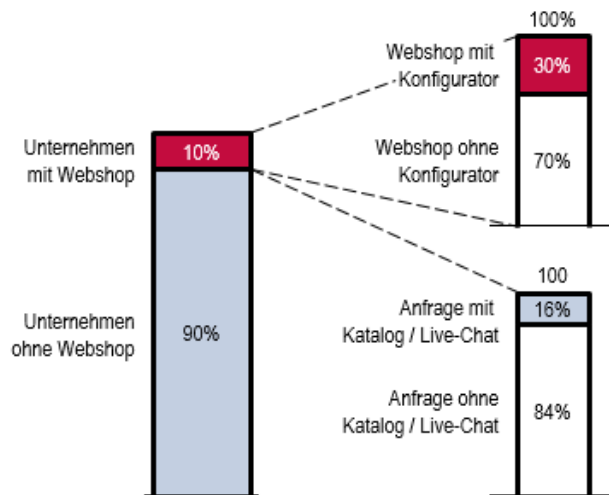 100%
Webshop mit
Konfigurator
30%
Webshop ohne
Konfigurator
70%
Unternehmen
mit Webshop
10%
Unternehmen
ohne Webshop
90%
100
Anfrage mit
Katalog / Live-Chat
16%
Anfrage ohne
Katalog / Live-Chat
84%